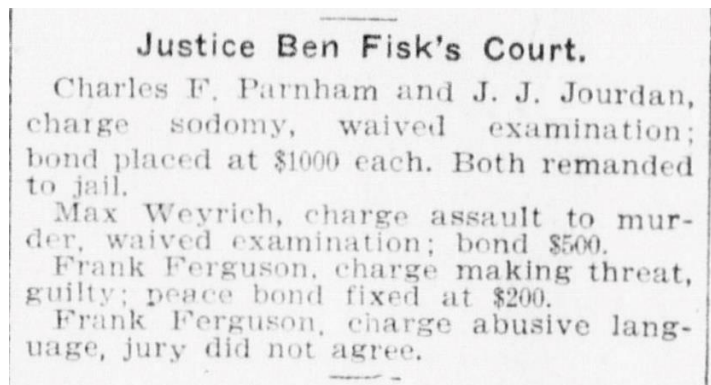 Justice Ben Fisk's Court.
Charles F. Parnham and J. J. Jourdan,
charge sodomy, waived examination;
bond placed at $1000 each. Both remanded
to jail.
Max Weyrich, charge assault to mur-
der, waived examination; bond $500.
Frank Ferguson, charge making threat,
guilty; peace bond fixed at $200.
Frank Ferguson, charge abusive lang-
uage, jury did not agree.